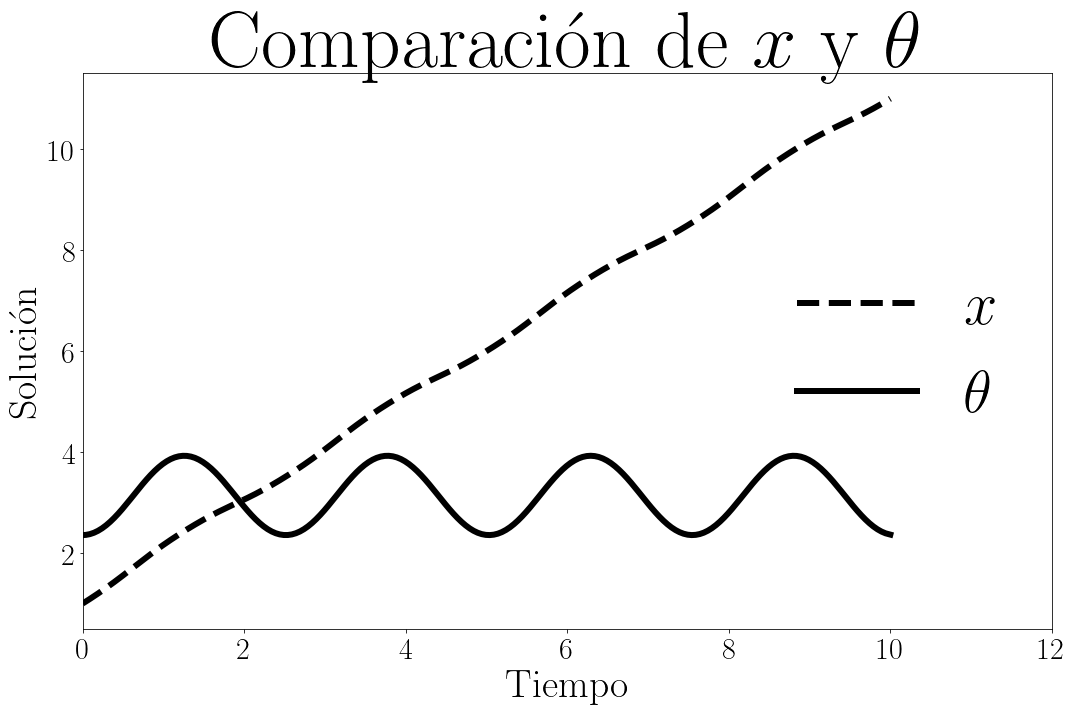 Comparación de x y θ
10
8
6
4
2
Solución
x
θ
0 2 4 6 8 10 12
Tiempo